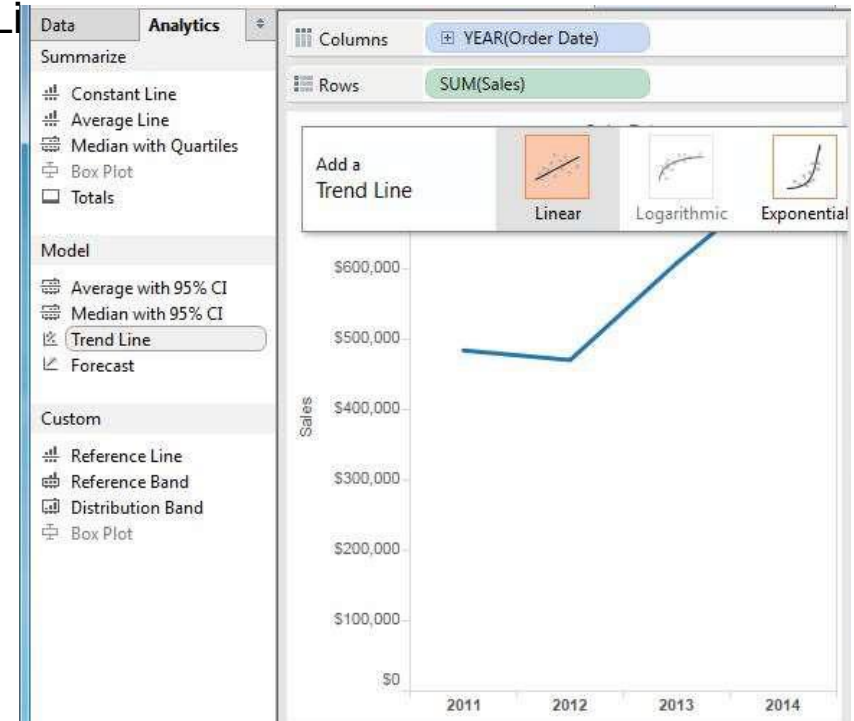 Li
Data Analytics
Summarize
Constant Line
Average Line
Median with Quartiles
Box Plot
Totals
Model
Average with 95% CI
Median with 95% CI
Trend Line
Forecast
Custom
Reference Line
Reference Band
Distribution Band
Box Plot
Columns YEAR(Order Date)
Rows SUM(Sales)
Add a
Trend Line
Linear Logarithmic Exponential
$600,000
$500,000
$400,000
$300,000
$200,000
$100,000
$0
Sales
2011 2012 2013 2014